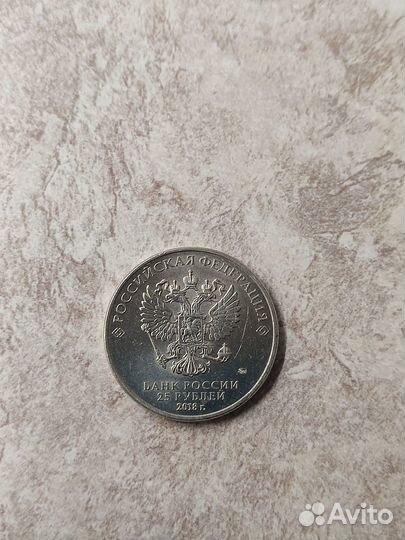 РОССИЙСКАЯ ФЕДЕРАЦИЯ
БАНК РОССИИ
25 РУБЛЕЙ
2018 г.
Avito